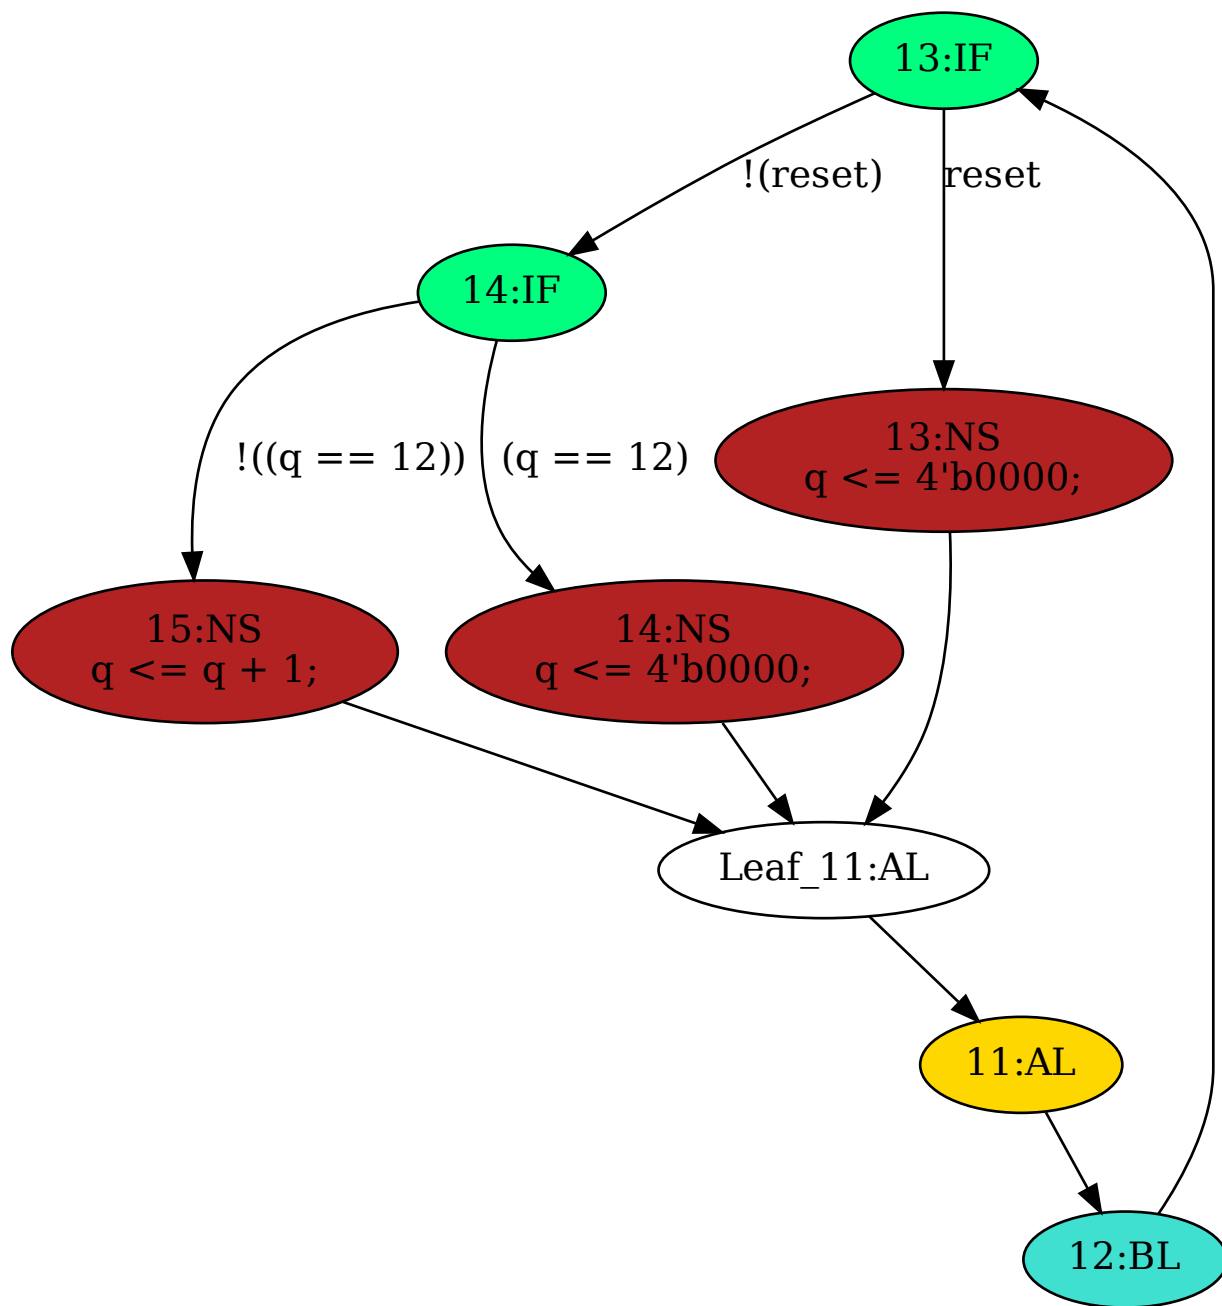 13:IF
!(reset)
reset
14:IF
13:NS
q <= 4'b0000;
!((q == 12))
(q == 12)
15:NS
q <= q + 1;
14:NS
q <= 4'b0000;
Leaf_11:AL
11:AL
12:BL